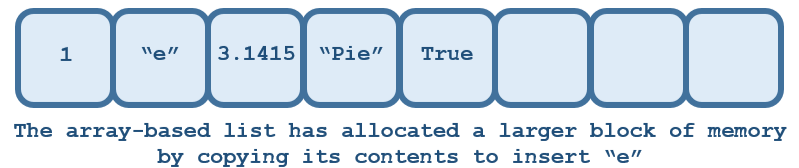 1 “e” 3.1415 “Pie” True
The array-based list has allocated a larger block of memory
by copying its contents to insert “e”